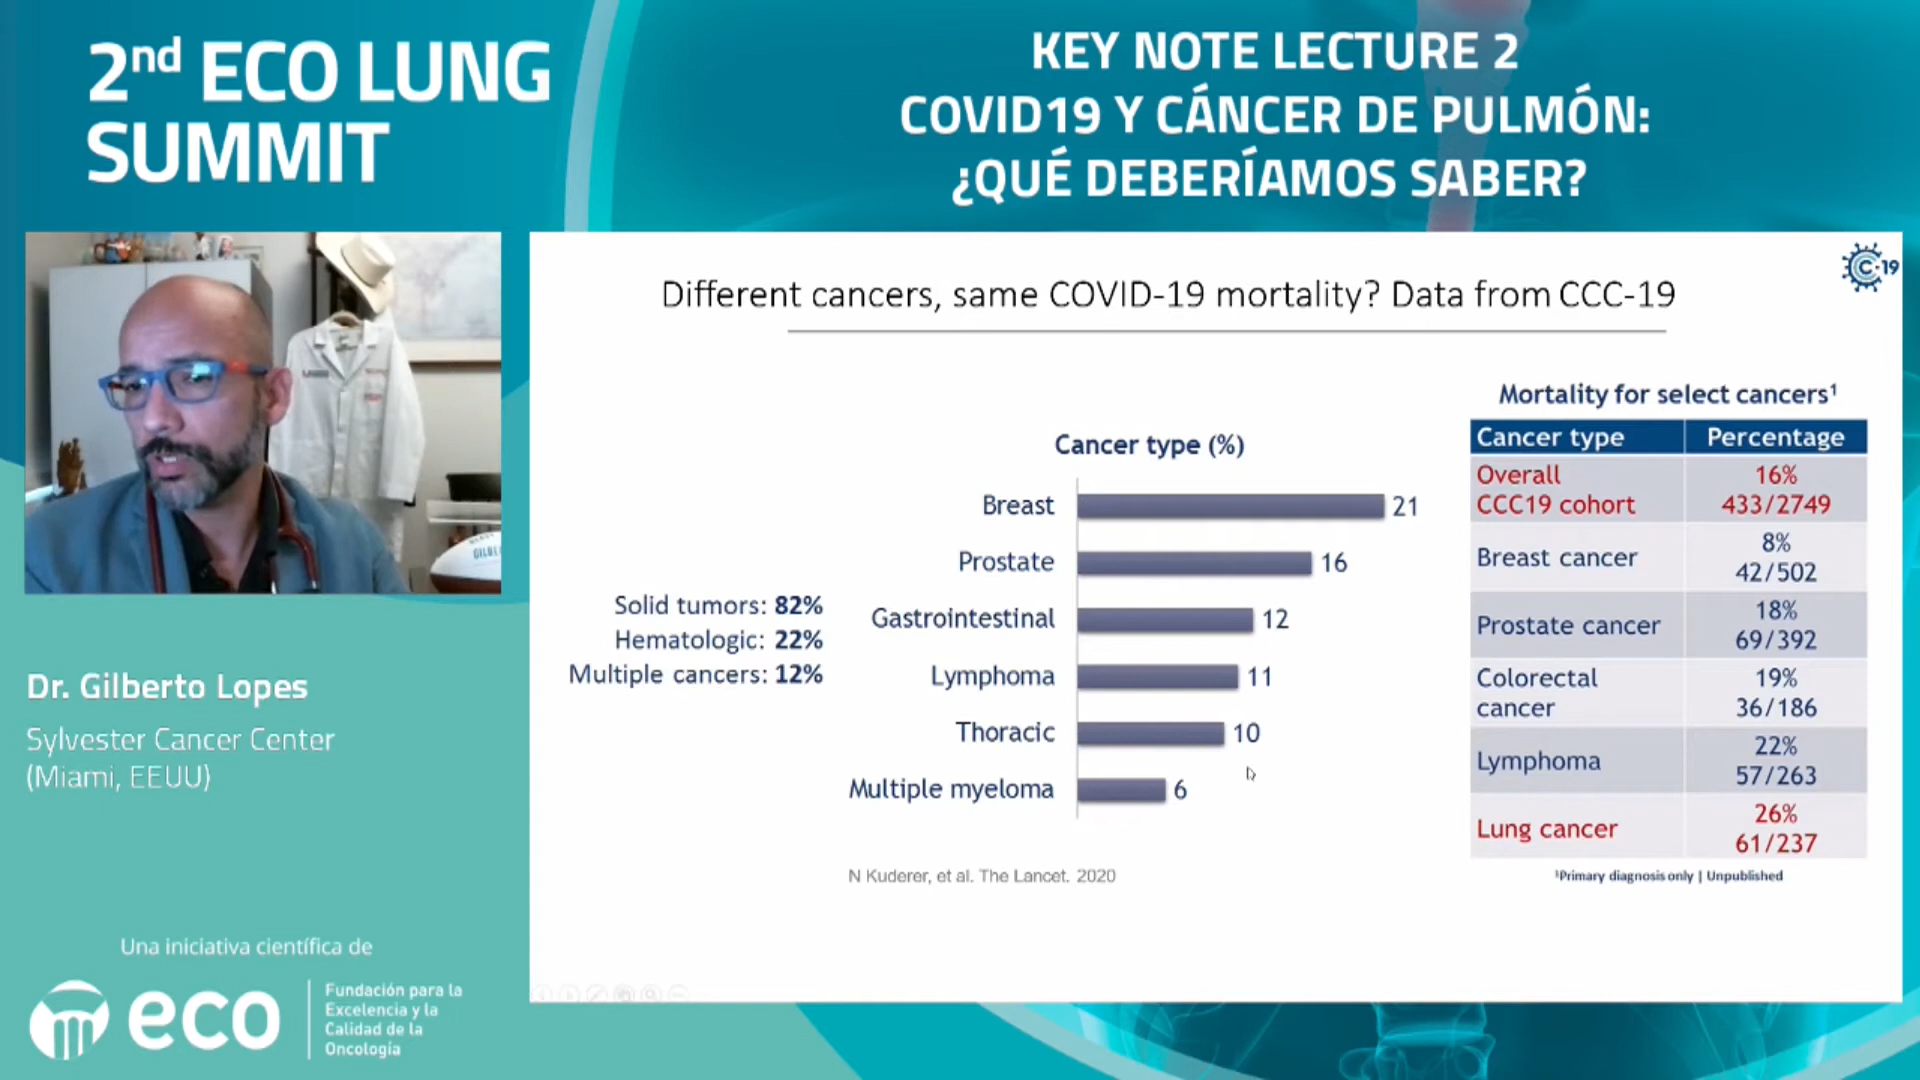 2nd ECO LUNG
SUMMIT
KEY NOTE LECTURE 2
COVID19 Y CÁNCER DE PULMÓN:
¿QUÉ DEBERÍAMOS SABER?
Dr. Gilberto Lopes
Sylvester Cancer Center
(Miami, EEUU)
Una iniciativa científica de
eco
Fundación para la
Excelencia y la
Calidad de la
Oncología
C-19
Different cancers, same COVID-19 mortality? Data from CCC-19
Solid tumors: 82%
Hematologic: 22%
Multiple cancers: 12%
Cancer type (%)
Breast 21
Prostate 16
Gastrointestinal 12
Lymphoma 11
Thoracic 10
Multiple myeloma 6
N Kuderer, et al. The Lancet. 2020
Mortality for select cancers¹
Cancer type Percentage
Overall
CCC19 cohort
16%
433/2749
Breast cancer
8%
42/502
Prostate cancer
18%
69/392
Colorectal
cancer
19%
36/186
Lymphoma
22%
57/263
Lung cancer
26%
61/237
¹Primary diagnosis only | Unpublished